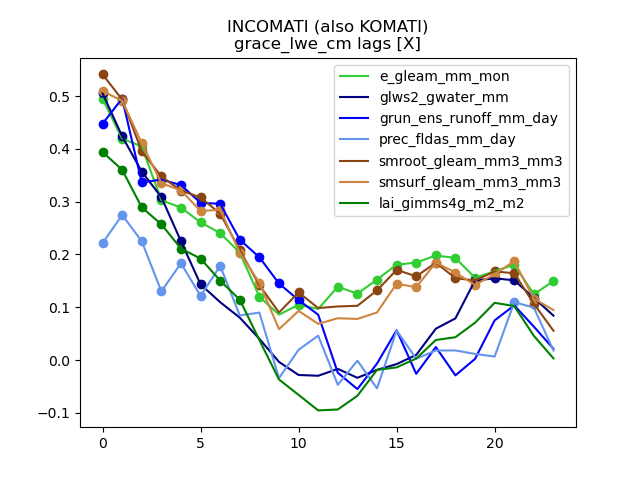 INCOMATI (also KOMATI)
grace_lwe_cm lags [X]
e_gleam_mm_mon
glws2_gwater_mm
grun_ens_runoff_mm_day
prec_fldas_mm_day
smroot_gleam_mm3_mm3
smsurf_gleam_mm3_mm3
lai_gimms4g_m2_m2
0.5
0.4
0.3
0.2
0.1
0.0
−0.1
0 5 10 15 20